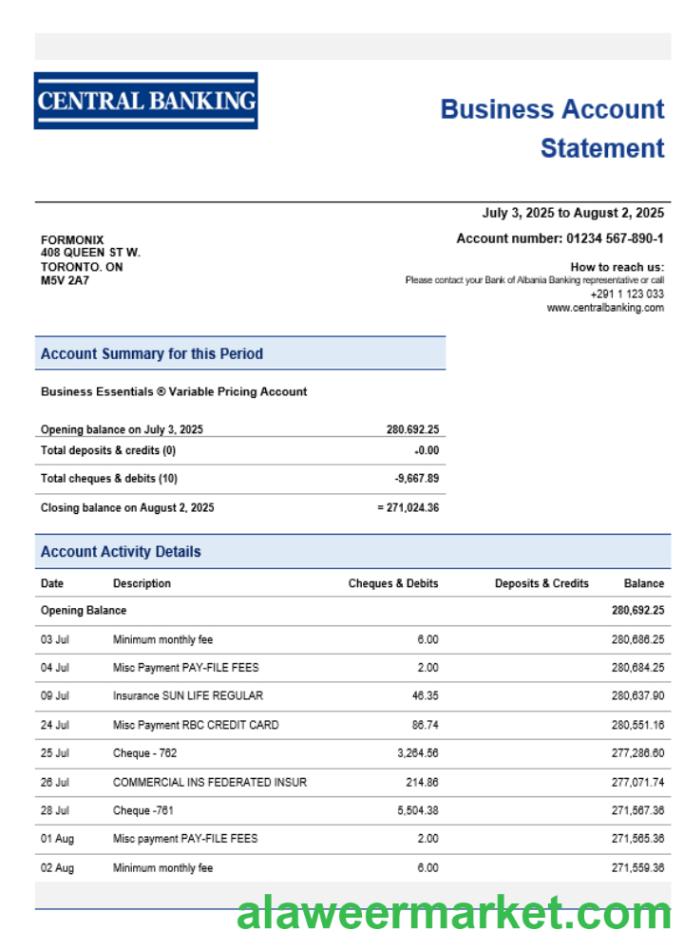 CENTRAL BANKING
Business Account
Statement
July 3, 2025 to August 2, 2025
Account number: 01234 567-890-1
FORMONIX
408 QUEEN ST W.
TORONTO. ON
M5V 2A7
How to reach us:
Please contact your Bank of Albania Banking representative or call
+291 1 123 033
www.centralbanking.com
Account Summary for this Period
Business Essentials ® Variable Pricing Account
Opening balance on July 3, 2025 280.692.25
Total deposits & credits (0) -0.00
Total cheques & debits (10) -9,667.89
Closing balance on August 2, 2025 = 271,024.36
Account Activity Details
Date Description Cheques & Debits Deposits & Credits Balance
Opening Balance 280,692.25
03 Jul Minimum monthly fee 6.00 280,686.25
04 Jul Misc Payment PAY-FILE FEES 2.00 280,684.25
09 Jul Insurance SUN LIFE REGULAR 46.35 280,637.90
24 Jul Misc Payment RBC CREDIT CARD 86.74 280,551.16
25 Jul Cheque - 762 3,264.56 277,286.60
26 Jul COMMERCIAL INS FEDERATED INSUR 214.86 277,071.74
28 Jul Cheque -761 5,504.38 271,567.36
01 Aug Misc payment PAY-FILE FEES 2.00 271,565.36
02 Aug Minimum monthly fee 6.00 271,559.36
alaweermarket.com